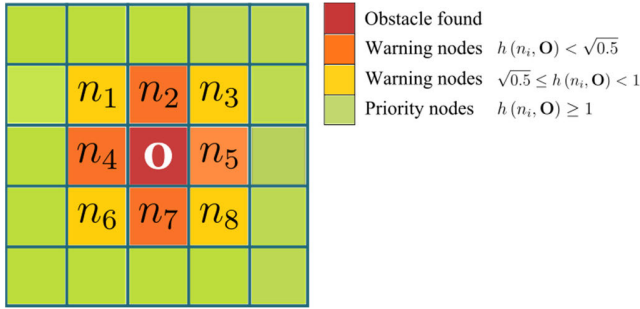 n₁ n₂ n₃
n₄ O n₅
n₆ n₇ n₈
Obstacle found
Warning nodes h (nᵢ, O) < √0.5
Warning nodes √0.5 ≤ h (nᵢ, O) < 1
Priority nodes h (nᵢ, O) ≥ 1